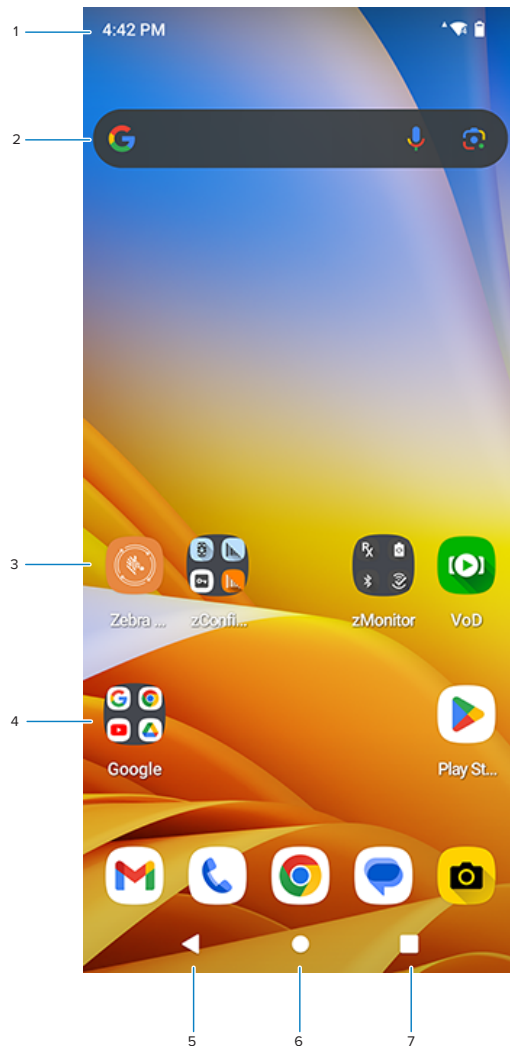 1
4:42 PM
2
3
Zebra ...
zConfi...
zMonitor
VoD
4
Google
Play St...
5
6
7